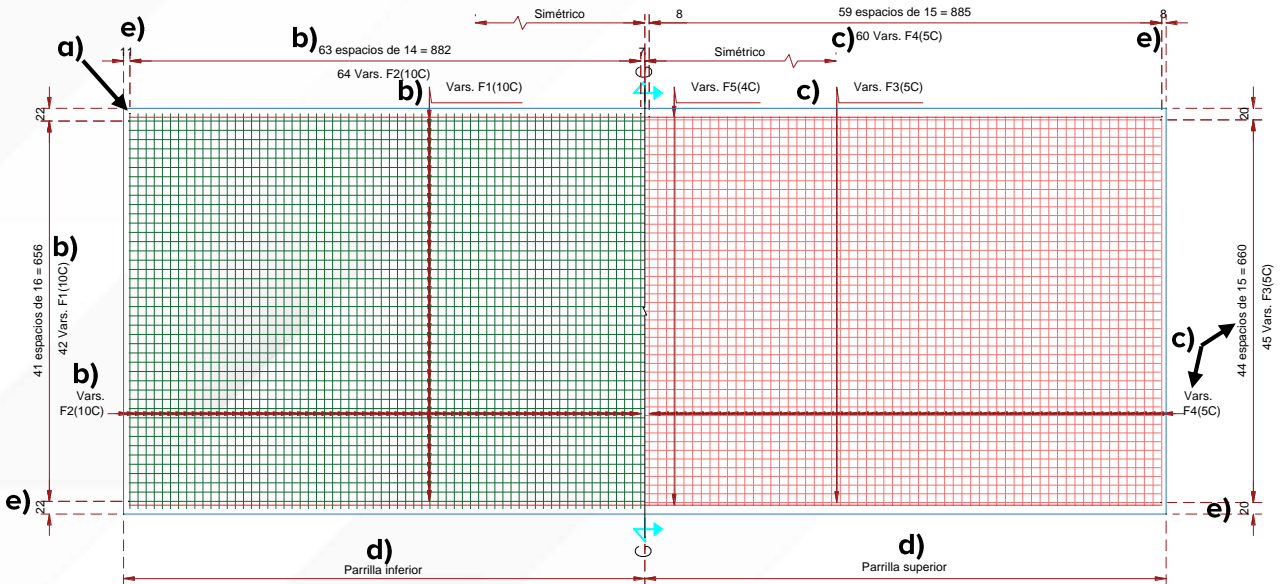 Simétrico
8
59 espacios de 15 = 885
8
e)
60 Vars. F4(5C)
c)
e)
a)
b)
11
63 espacios de 14 = 882
7
Simétrico
64 Vars. F2(10C)
b)
Vars. F1(10C)
Vars. F5(4C)
c)
Vars. F3(5C)
22
20
b)
41 espacios de 16 = 656
42 Vars. F1(10C)
44 espacios de 15 = 660
45 Vars. F3(5C)
c)
b)
Vars.
F2(10C)
Vars.
F4(5C)
e)
22
e)
20
d)
Parrilla inferior
d)
Parrilla superior